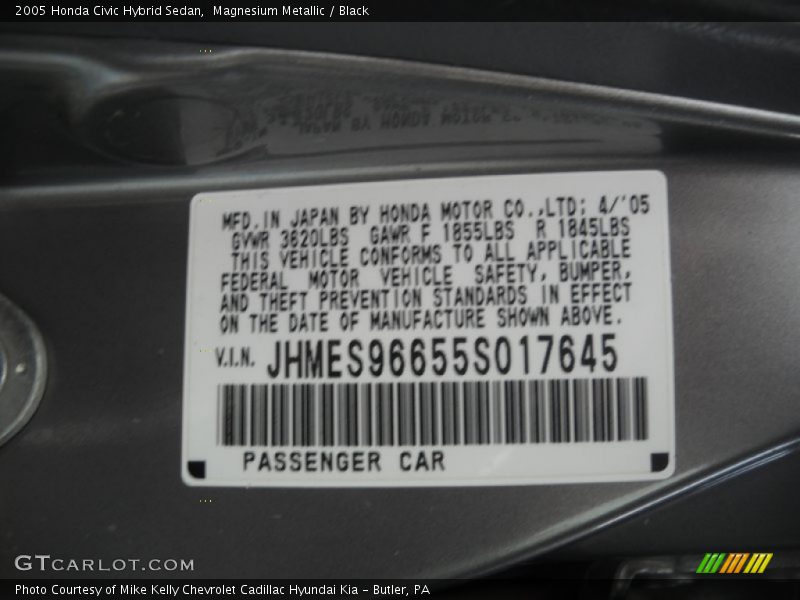 2005 Honda Civic Hybrid Sedan, Magnesium Metallic / Black
MFD. IN JAPAN BY HONDA MOTOR CO.,LTD; 4/'05
GVWR 3620LBS GAWR F 1855LBS R 1845LBS
THIS VEHICLE CONFORMS TO ALL APPLICABLE
FEDERAL MOTOR VEHICLE SAFETY, BUMPER,
AND THEFT PREVENTION STANDARDS IN EFFECT
ON THE DATE OF MANUFACTURE SHOWN ABOVE.
V.I.N. JHMES96655S017645
PASSENGER CAR
GTCARLOT.COM
Photo Courtesy of Mike Kelly Chevrolet Cadillac Hyundai Kia - Butler, PA